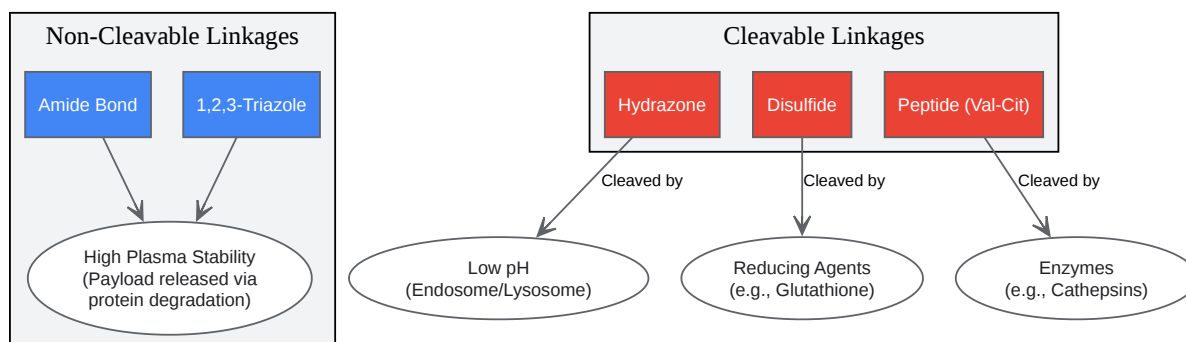 Non-Cleavable Linkages
Amide Bond
1,2,3-Triazole
High Plasma Stability
(Payload released via
protein degradation)
Cleavable Linkages
Hydrazone
Disulfide
Peptide (Val-Cit)
Cleaved by
Cleaved by
Cleaved by
Low pH
(Endosome/Lysosome)
Reducing Agents
(e.g., Glutathione)
Enzymes
(e.g., Cathepsins)